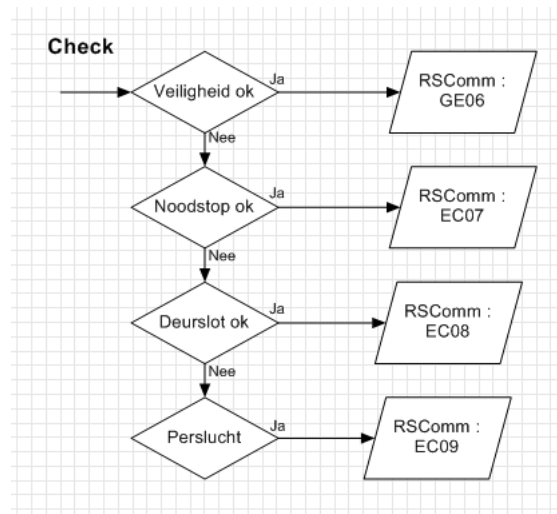 Check
Veiligheid ok
Ja
RSComm :
GE06
Nee
Noodstop ok
Ja
RSComm :
EC07
Nee
Deurslot ok
Ja
RSComm :
EC08
Nee
Perslucht
Ja
RSComm :
EC09